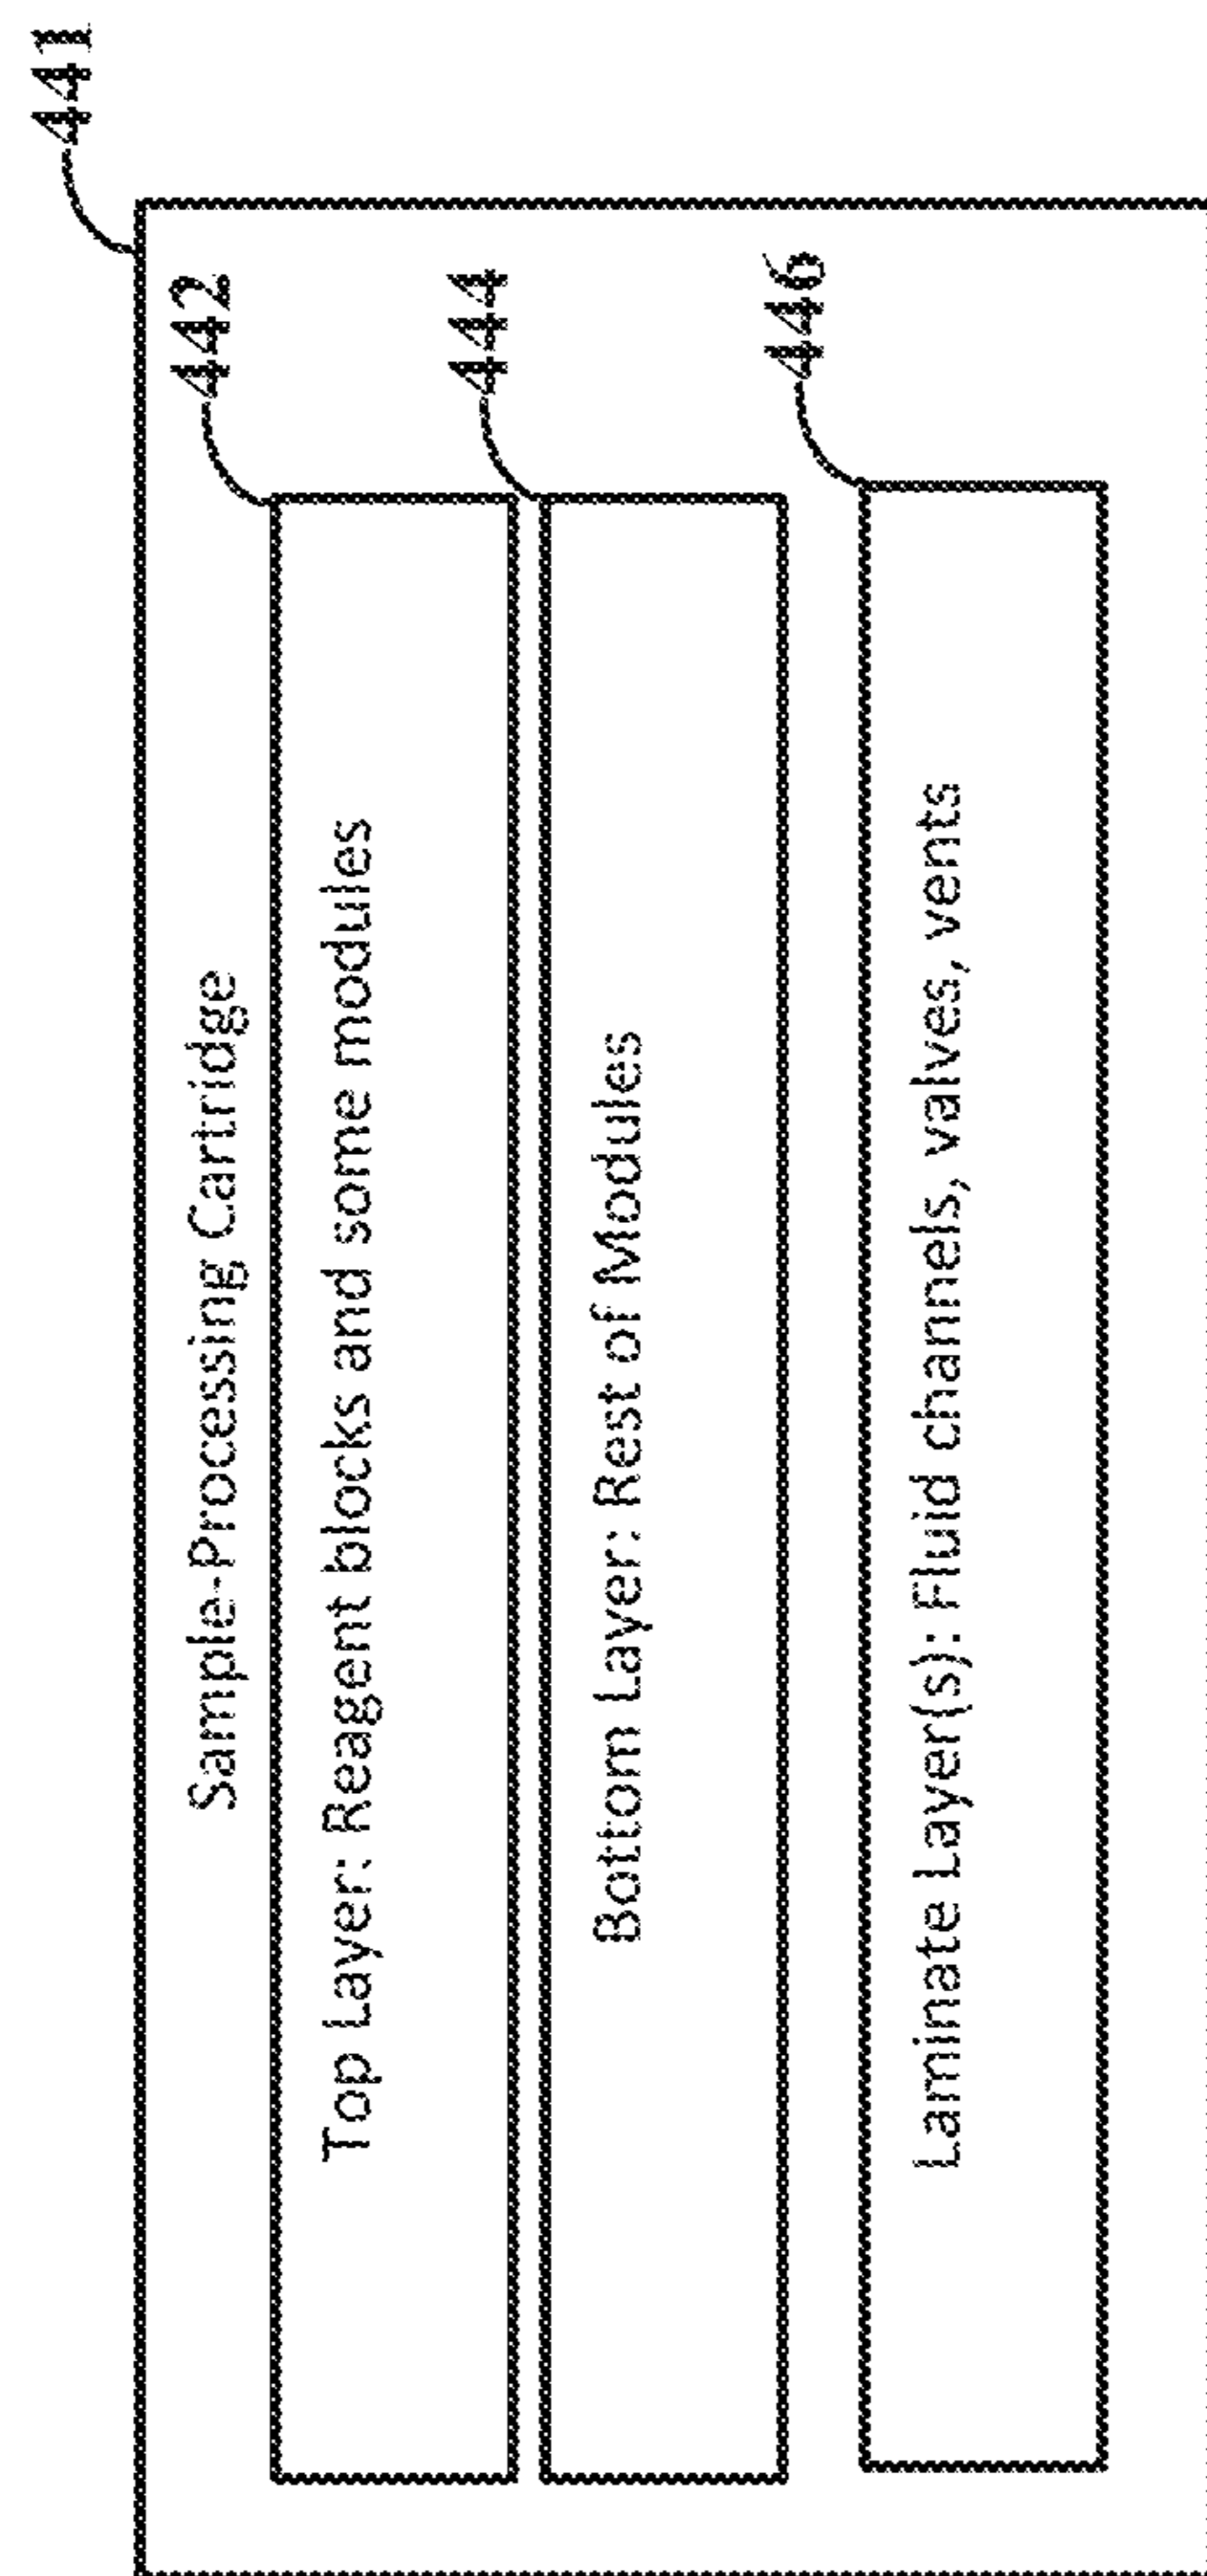 441
Sample-Processing Cartridge
442
Top Layer: Reagent blocks and some modules
444
Bottom Layer: Rest of Modules
446
Laminate Layer(s): Fluid channels, valves, vents